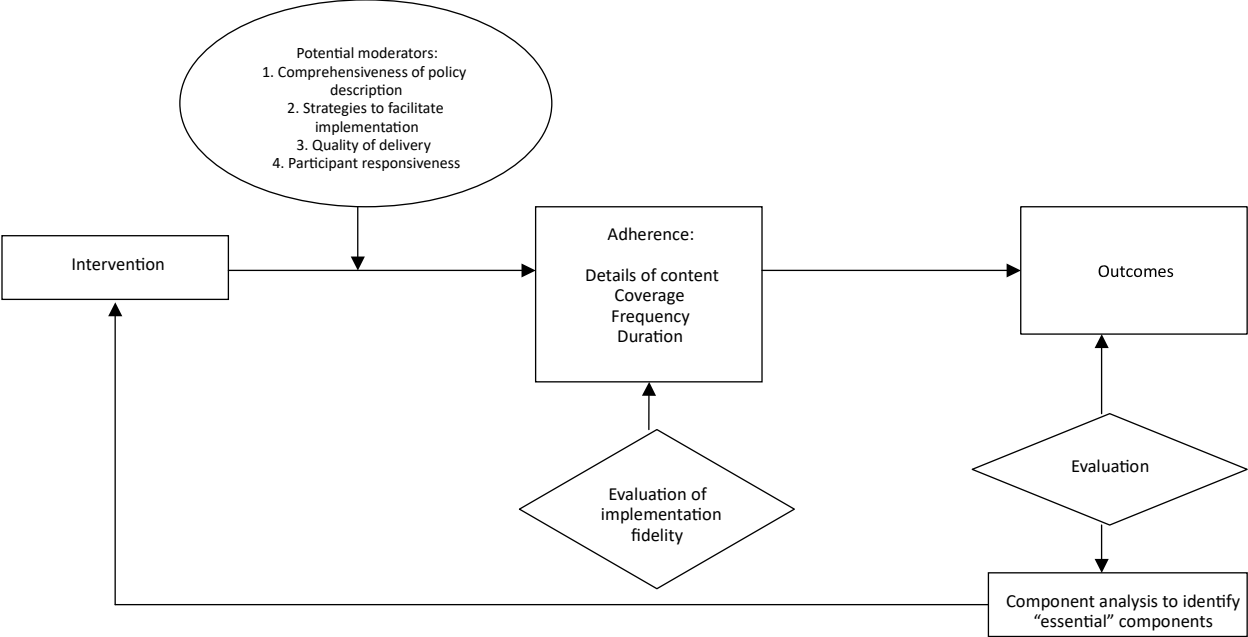 Potential moderators:
1. Comprehensiveness of policy
description
2. Strategies to facilitate
implementation
3. Quality of delivery
4. Participant responsiveness
Intervention
Adherence:
Details of content
Coverage
Frequency
Duration
Outcomes
Evaluation of
implementation
fidelity
Evaluation
Component analysis to identify
“essential” components